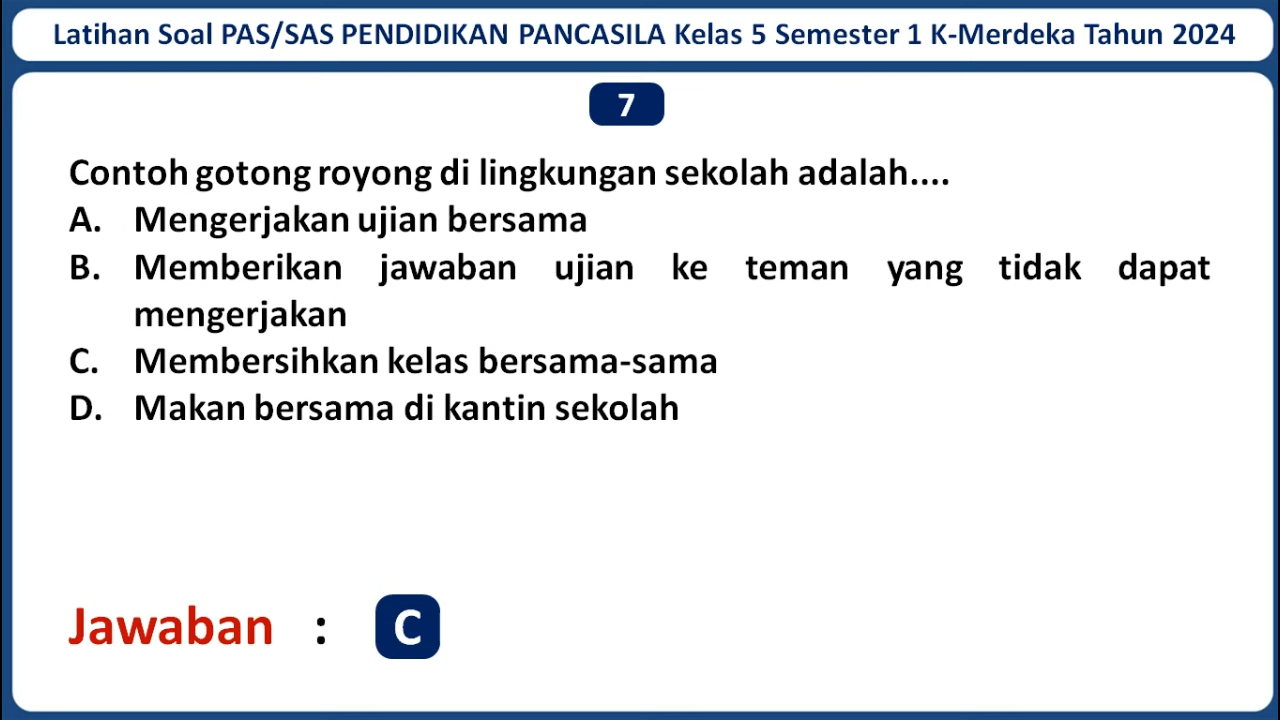 Latihan Soal PAS/SAS PENDIDIKAN PANCASILA Kelas 5 Semester 1 K-Merdeka Tahun 2024
7
Contoh gotong royong di lingkungan sekolah adalah....
A. Mengerjakan ujian bersama
B. Memberikan jawaban ujian ke teman yang tidak dapat
mengerjakan
C. Membersihkan kelas bersama-sama
D. Makan bersama di kantin sekolah
Jawaban : C